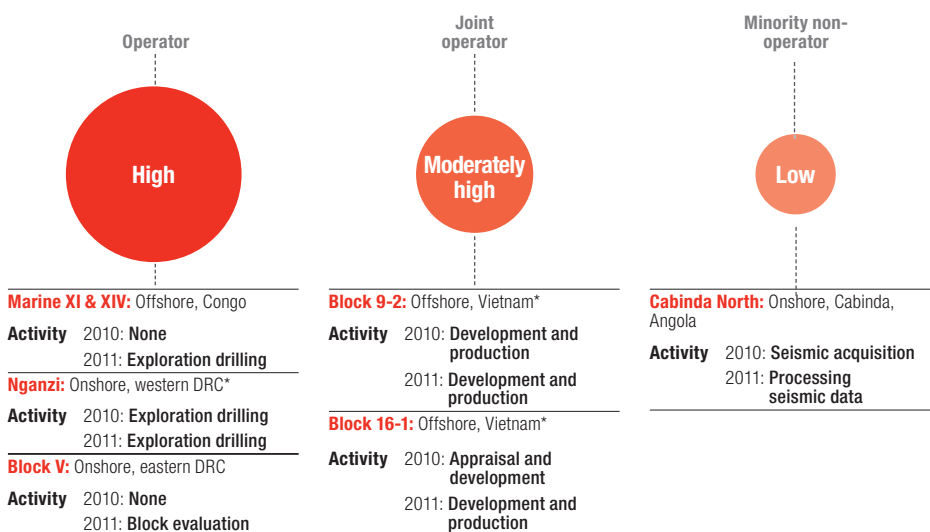 Operator
High
Marine XI & XIV: Offshore, Congo
Activity 2010: None
2011: Exploration drilling
Nganzi: Onshore, western DRC*
Activity 2010: Exploration drilling
2011: Exploration drilling
Block V: Onshore, eastern DRC
Activity 2010: None
2011: Block evaluation
Joint
operator
Moderately
high
Block 9-2: Offshore, Vietnam*
Activity 2010: Development and
production
2011: Development and
production
Block 16-1: Offshore, Vietnam*
Activity 2010: Appraisal and
development
2011: Development and
production
Minority non-
operator
Low
Cabinda North: Onshore, Cabinda,
Angola
Activity 2010: Seismic acquisition
2011: Processing
seismic data